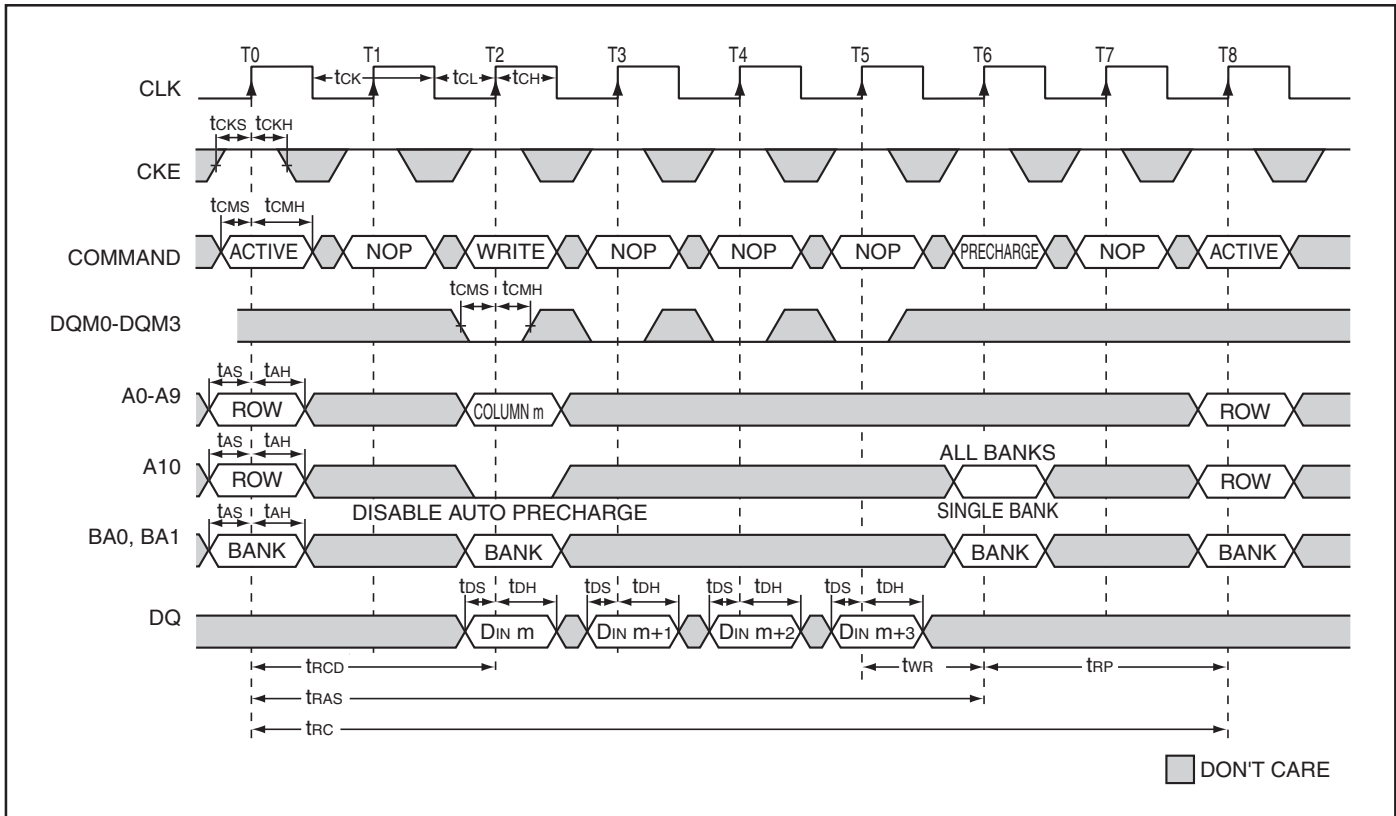 T0 T1 T2 T3 T4 T5 T6 T7 T8
CLK tCK tCL tCH
tCKS tCKH
CKE
tCMS tCMH
COMMAND ACTIVE NOP WRITE NOP NOP NOP PRECHARGE NOP ACTIVE
tCMS tCMH
DQM0-DQM3
tAS tAH
A0-A9 ROW COLUMN m ROW
tAS tAH ALL BANKS
A10 ROW ROW
tAS tAH DISABLE AUTO PRECHARGE SINGLE BANK
BA0, BA1 BANK BANK BANK BANK
tDS tDH tDS tDH tDS tDH tDS tDH
DQ DIN m DIN m+1 DIN m+2 DIN m+3
tRCD tWR tRP
tRAS
tRC
DON'T CARE